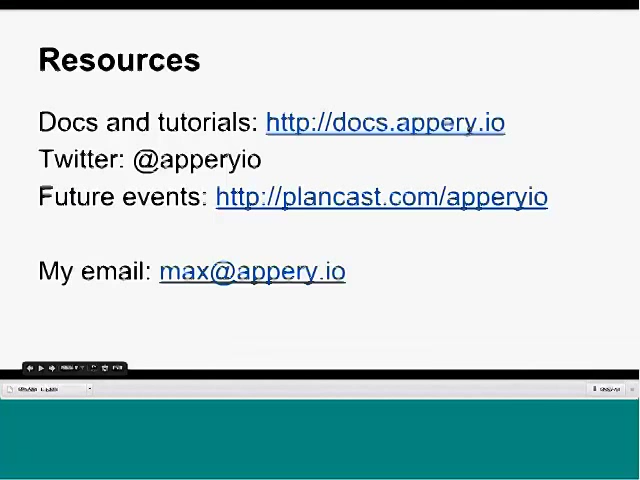 Resources
Docs and tutorials: http://docs.appery.io
Twitter: @apperyio
Future events: http://plancast.com/apperyio
My email: max@appery.io